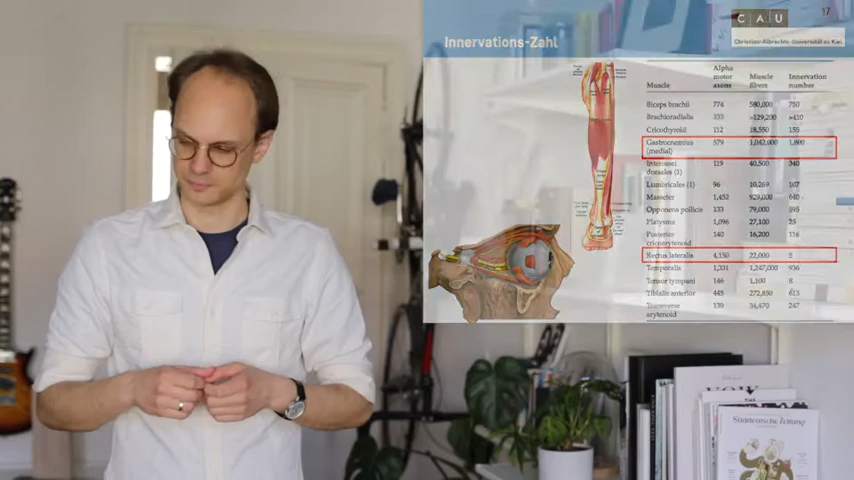 17
C A U
Christian-Albrechts-Universität zu Kiel
Innervations-Zahl
Alpha
motor Muscle Innervation
Muscle axons fibers number
Biceps brachii 774 580,000 750
Brachioradialis 333 >129,200 >410
Cricothyroid 112 18,550 155
Gastrocnemius 579 1,042,000 1,800
(medial)
Interossei 119 40,500 340
dorsales (1)
Lumbricales (1) 96 10,269 107
Masseter 1,452 929,000 640
Opponens pollicis 133 79,000 595
Platysma 1,096 27,100 25
Posterior 140 16,200 116
cricoarytenoid
Rectus lateralis 4,150 22,000 5
Temporalis 1,331 1,247,000 936
Tensor tympani 146 1,100 8
Tibialis anterior 445 272,850 613
Transverse 139 34,470 247
arytenoid
Süddeutsche Zeitung